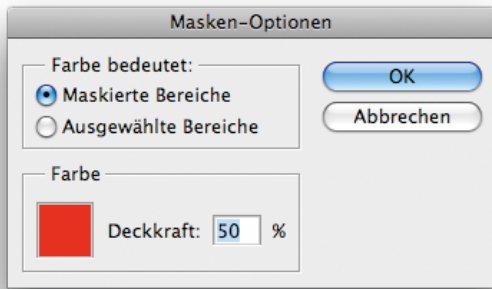 Masken-Optionen
Farbe bedeutet:
Maskierte Bereiche
Ausgewählte Bereiche
OK
Abbrechen
Farbe
Deckkraft: 50 %